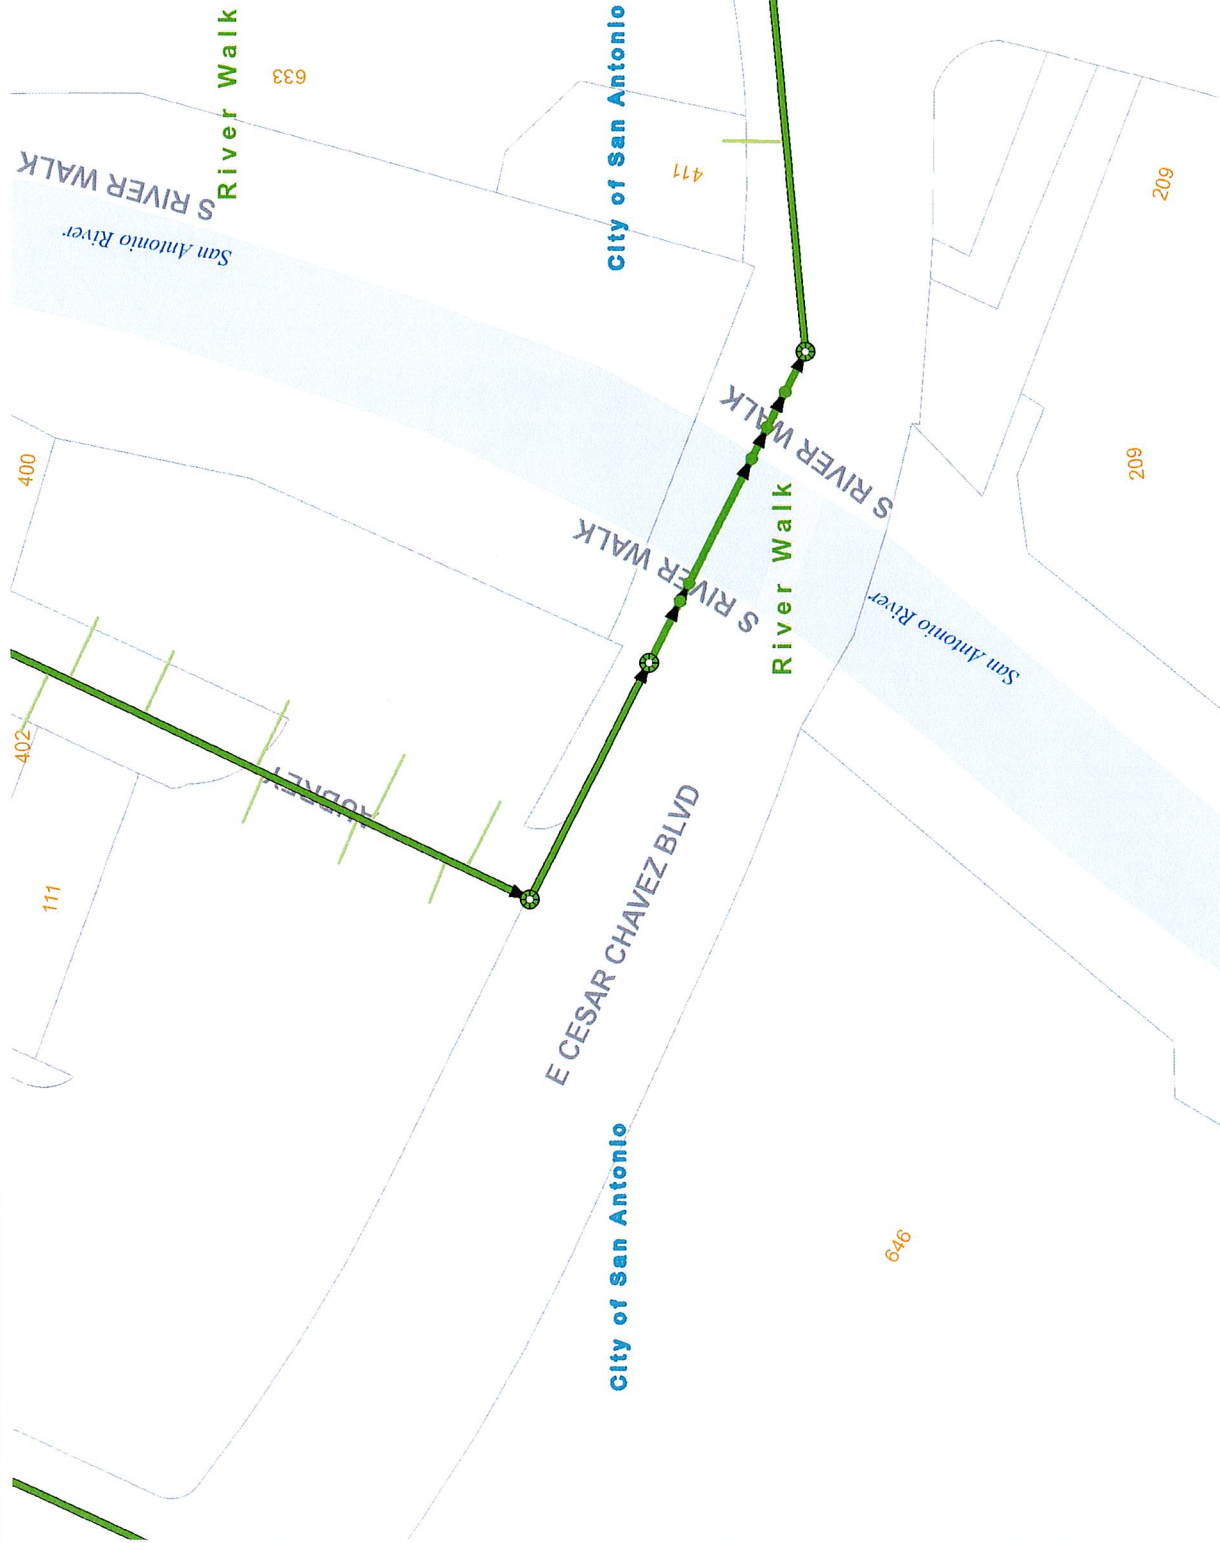 River Walk
633
City of San Antonio
S RIVER WALK
San Antonio River
411
209
S RIVER WALK
400
209
S RIVER WALK
River Walk
San Antonio River
402
AUBREY
111
E CESAR CHAVEZ BLVD
City of San Antonio
646